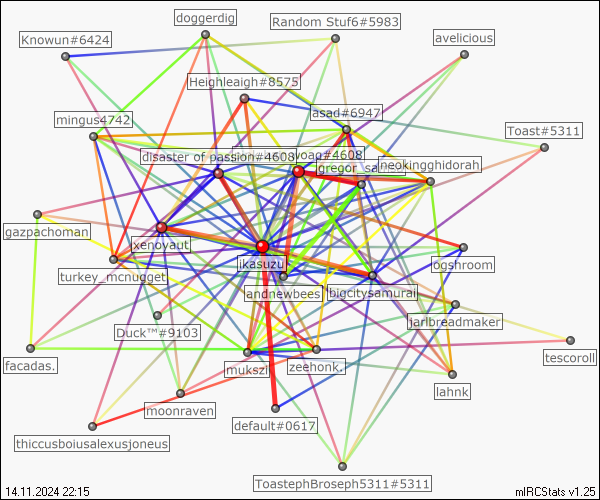 doggerdig
Random Stuf6#5983
Knowun#6424
avelicious
Heighleaigh#8575
asad#6947
mingus4742
Toast#5311
disaster of passion#4608
voag#4608
gregor_sa
neokingghidorah
gazpachoman
xenoyaut
ikasuzu
ogshroom
turkey_mcnugget
landnewbees
bigcitysamurai
jarlbreadmaker
Duck™#9103
facadas.
mukszi
zeehonk.
tescoroll
lahnk
moonraven
default#0617
thiccusboiusalexusjoneus
ToastephBroseph5311#5311
14.11.2024 22:15
mIRCStats v1.25